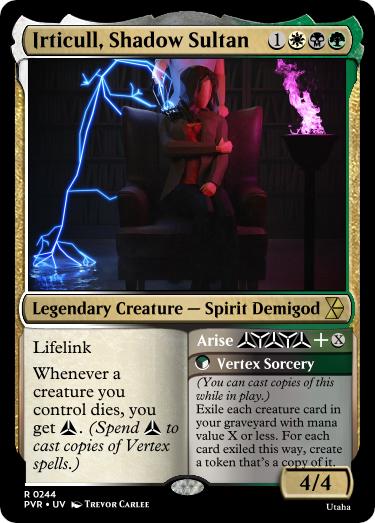 Irticull, Shadow Sultan 1
Legendary Creature — Spirit Demigod
Lifelink
Whenever a
creature you
control dies, you
get . (Spend to
cast copies of Vertex
spells.)
Arise + X
Vertex Sorcery
(You can cast copies of this
while in play.)
Exile each creature card in
your graveyard with mana
value X or less. For each
card exiled this way, create
a token that's a copy of it.
4/4
R 0244
PVR • UV Trevor Carlee
Utaha